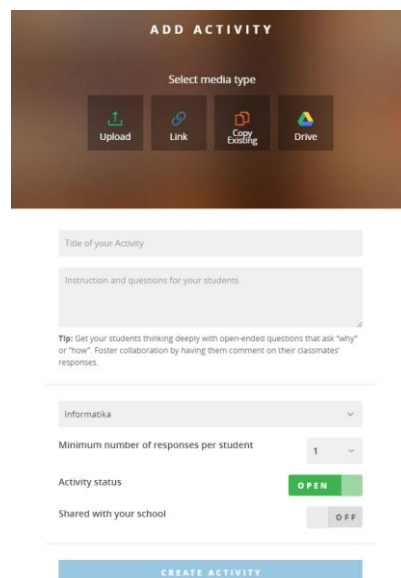 ADD ACTIVITY
Select media type
Upload
Link
Copy
Existing
Drive
Title of your Activity
Instruction and questions for your students
Tip: Get your students thinking deeply with open-ended questions that ask "why"
or "how". Foster collaboration by having them comment on their classmates'
responses.
Informatika
Minimum number of responses per student
1
Activity status
OPEN
Shared with your school
OFF
CREATE ACTIVITY